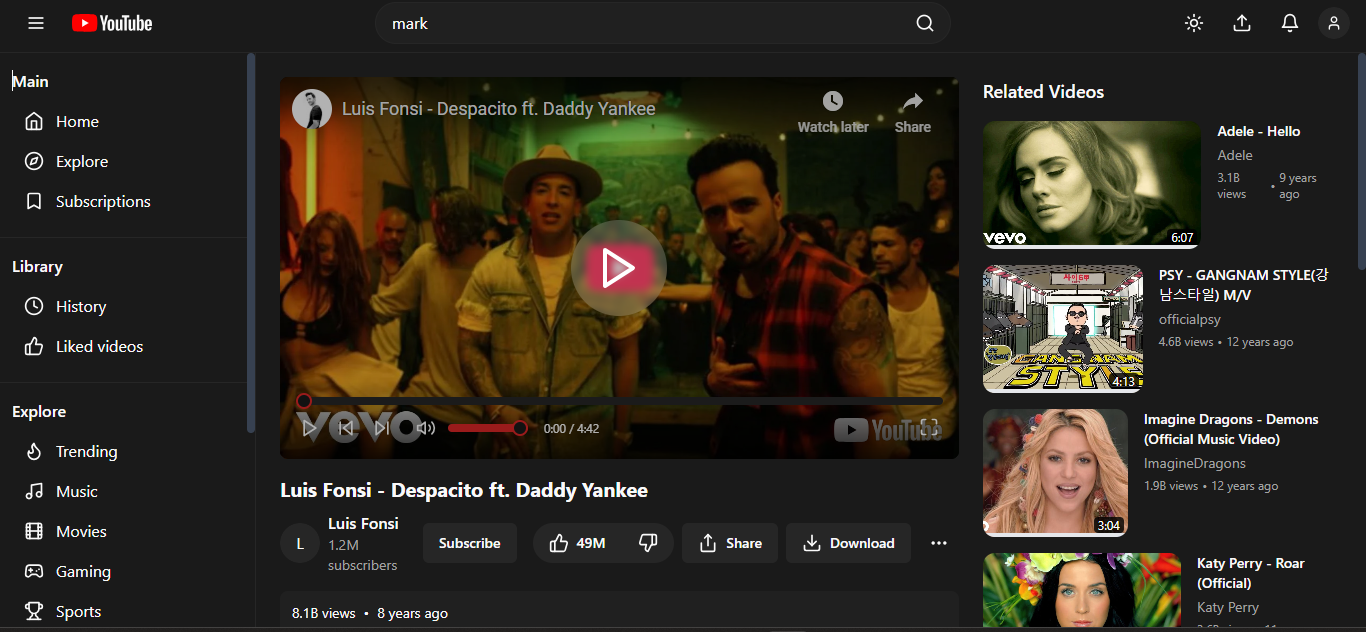 YouTube
mark
Main
Home
Explore
Subscriptions
Library
History
Liked videos
Explore
Trending
Music
Movies
Gaming
Sports
Luis Fonsi - Despacito ft. Daddy Yankee
Watch later
Share
vevo
0:00 / 4:42
YouTube
Luis Fonsi - Despacito ft. Daddy Yankee
L
Luis Fonsi
1.2M
subscribers
Subscribe
49M
Share
Download
8.1B views • 8 years ago
Related Videos
vevo
6:07
Adele - Hello
Adele
3.1B
views
• 9 years
ago
싸이6甲
STYLE
4:13
PSY - GANGNAM STYLE(강
남스타일) M/V
officialpsy
4.6B views • 12 years ago
3:04
Imagine Dragons - Demons
(Official Music Video)
ImagineDragons
1.9B views • 12 years ago
Katy Perry - Roar
(Official)
Katy Perry